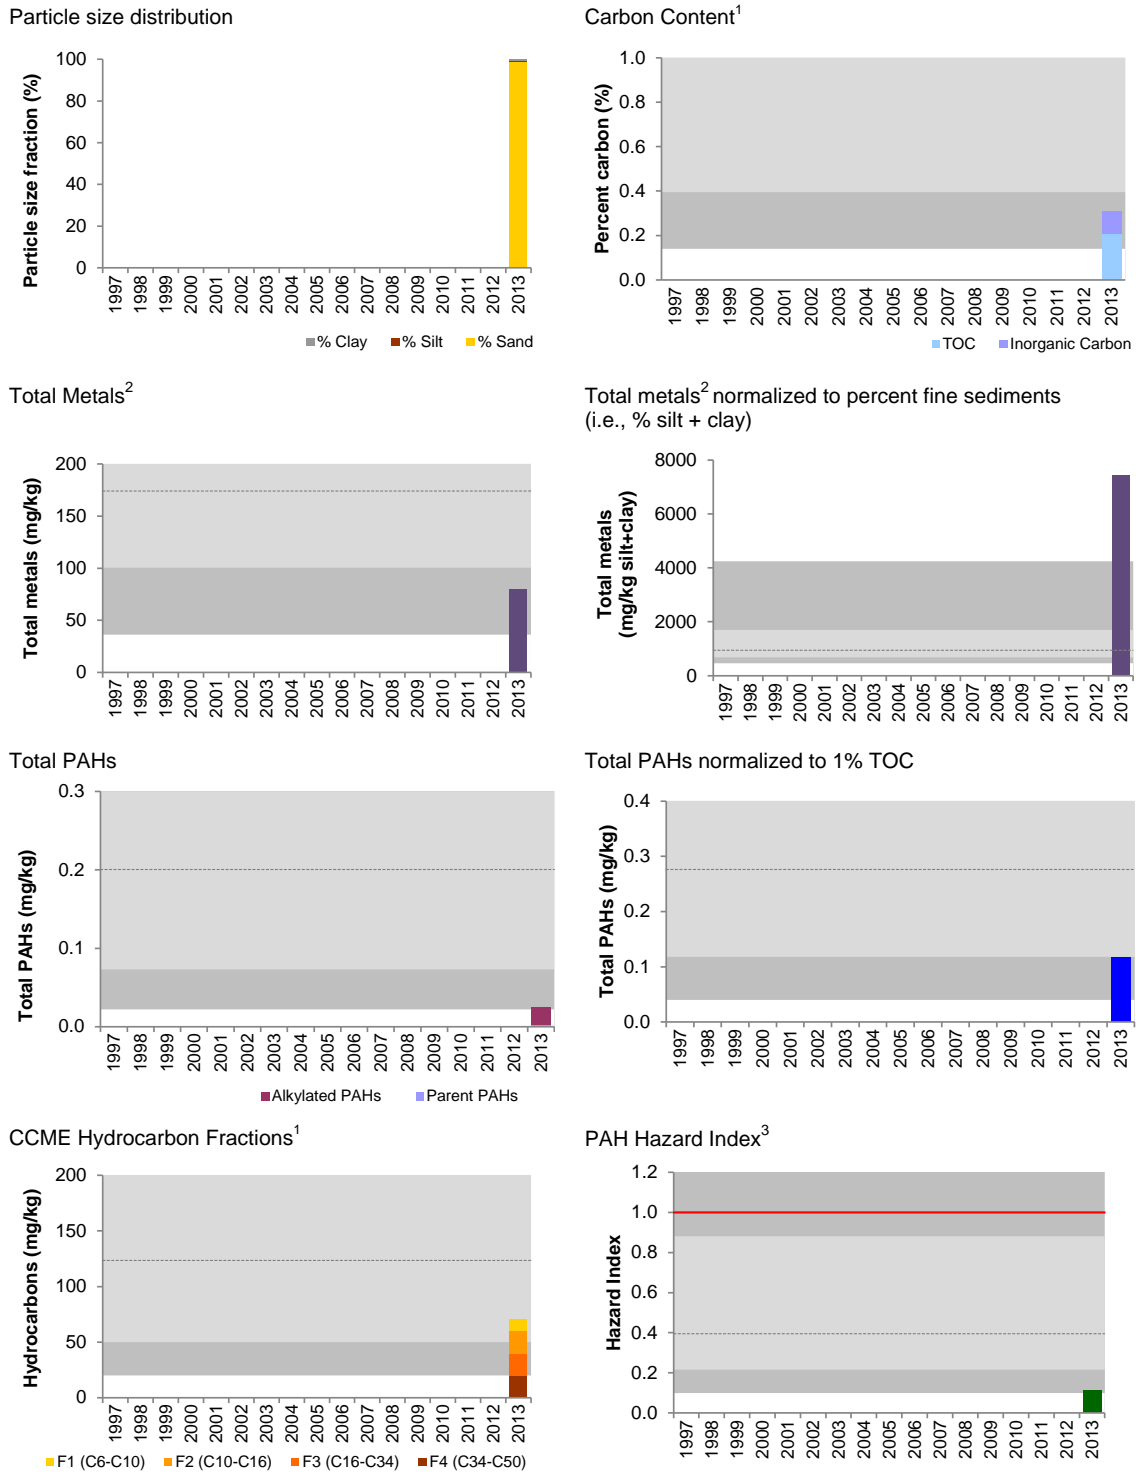 Particle size distribution
Particle size fraction (%)
100
80
60
40
20
0
1997 1998 1999 2000 2001 2002 2003 2004 2005 2006 2007 2008 2009 2010 2011 2012 2013
% Clay % Silt % Sand
Carbon Content1
Percent carbon (%)
1.0
0.8
0.6
0.4
0.2
0.0
1997 1998 1999 2000 2001 2002 2003 2004 2005 2006 2007 2008 2009 2010 2011 2012 2013
TOC Inorganic Carbon
Total Metals2
Total metals (mg/kg)
200
150
100
50
0
1997 1998 1999 2000 2001 2002 2003 2004 2005 2006 2007 2008 2009 2010 2011 2012 2013
Total metals2 normalized to percent fine sediments
(i.e., % silt + clay)
Total metals
(mg/kg silt+clay)
8000
6000
4000
2000
0
1997 1998 1999 2000 2001 2002 2003 2004 2005 2006 2007 2008 2009 2010 2011 2012 2013
Total PAHs
Total PAHs (mg/kg)
0.3
0.2
0.1
0.0
1997 1998 1999 2000 2001 2002 2003 2004 2005 2006 2007 2008 2009 2010 2011 2012 2013
Alkylated PAHs Parent PAHs
Total PAHs normalized to 1% TOC
Total PAHs (mg/kg)
0.4
0.3
0.2
0.1
0.0
1997 1998 1999 2000 2001 2002 2003 2004 2005 2006 2007 2008 2009 2010 2011 2012 2013
CCME Hydrocarbon Fractions1
Hydrocarbons (mg/kg)
200
150
100
50
0
1997 1998 1999 2000 2001 2002 2003 2004 2005 2006 2007 2008 2009 2010 2011 2012 2013
F1 (C6-C10) F2 (C10-C16) F3 (C16-C34) F4 (C34-C50)
PAH Hazard Index3
Hazard Index
1.2
1.0
0.8
0.6
0.4
0.2
0.0
1997 1998 1999 2000 2001 2002 2003 2004 2005 2006 2007 2008 2009 2010 2011 2012 2013